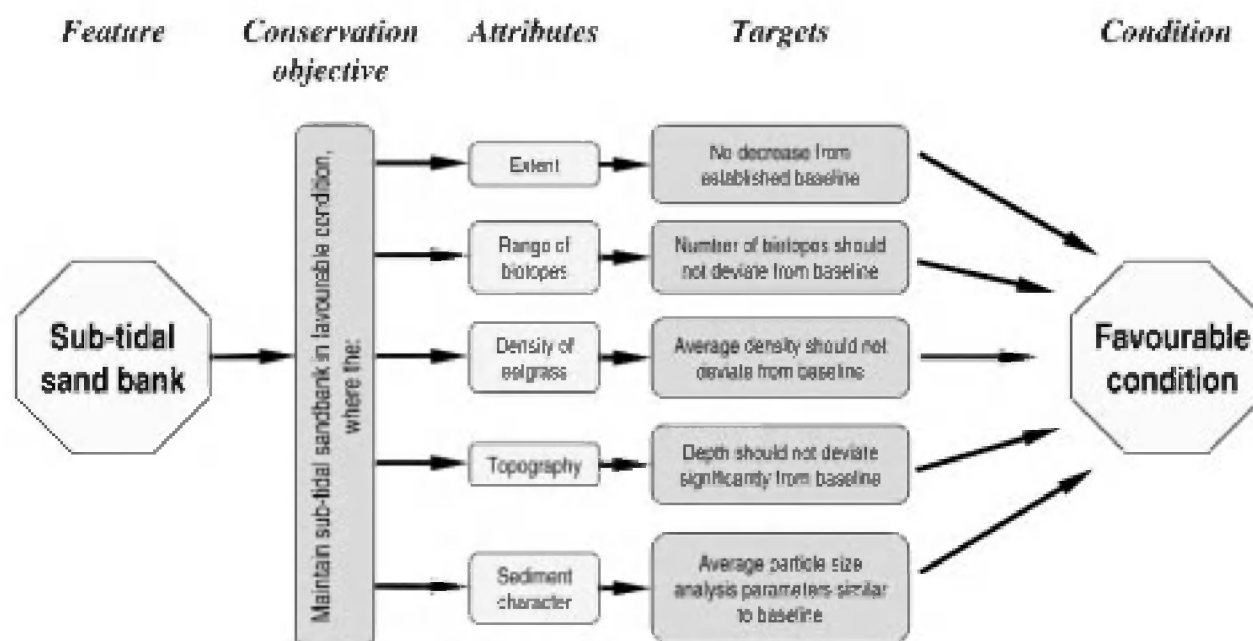 Feature
Conservation
objective
Attributes
Targets
Condition
Sub-tidal
sand bank
Maintain sub-tidal sandbank in favourable condition,
where the:
Extent
No decrease from
established baseline
Range of
biotopes
Number of biotopes should
not deviate from baseline
Density of
eelgrass
Average density should not
deviate from baseline
Topography
Depth should not deviate
significantly from baseline
Sediment
character
Average particle size
analysis parameters similar
to baseline
Favourable
condition